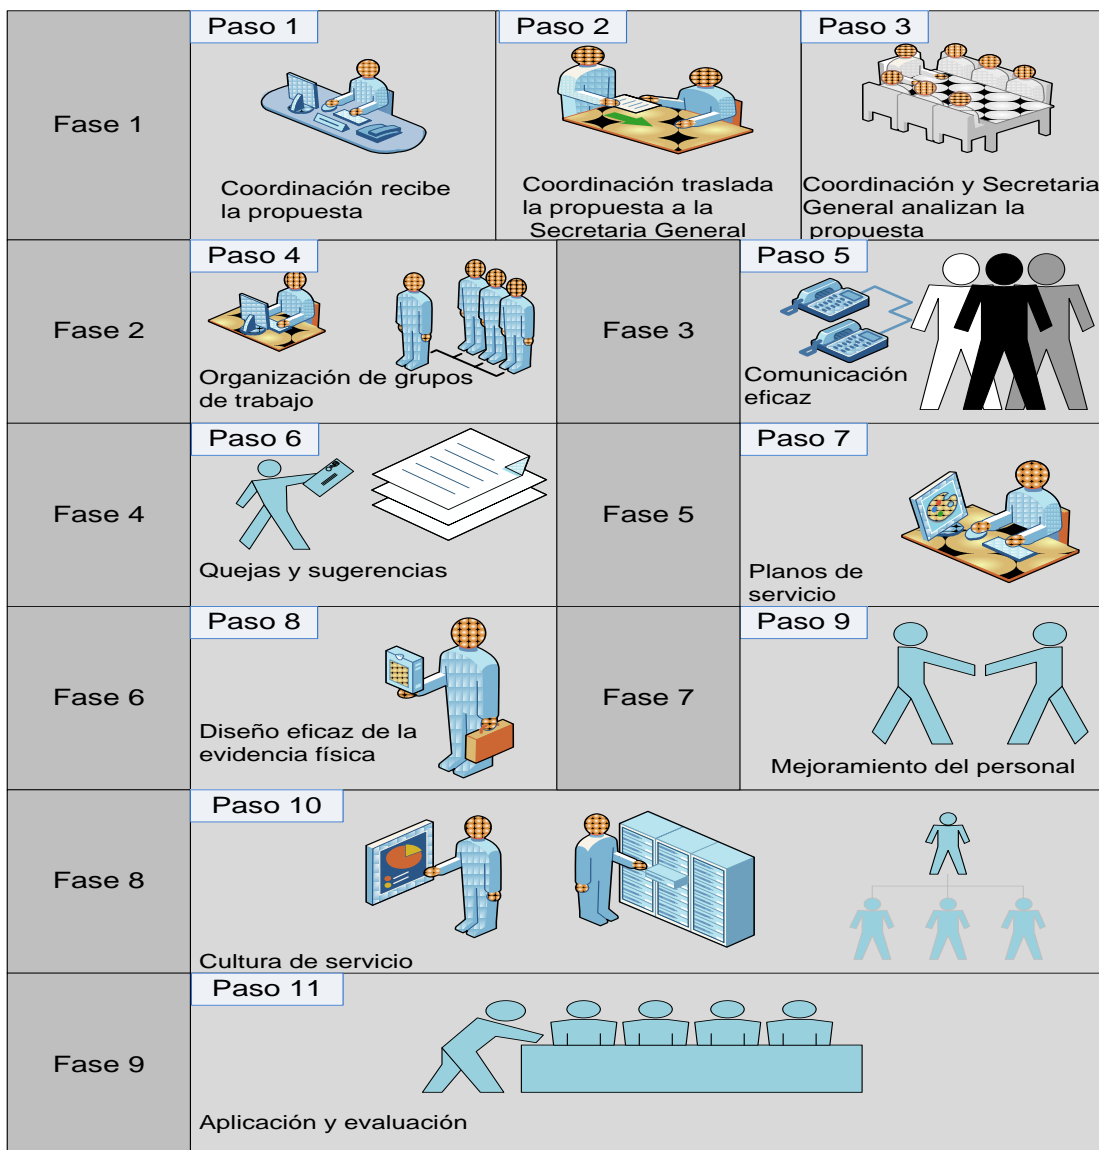 Fase 1
Paso 1
Coordinación recibe
la propuesta
Paso 2
Coordinación traslada
la propuesta a la
Secretaria General
Paso 3
Coordinación y Secretaria
General analizan la
propuesta
Fase 2
Paso 4
Organización de grupos
de trabajo
Fase 3
Paso 5
Comunicación
eficaz
Fase 4
Paso 6
Quejas y sugerencias
Fase 5
Paso 7
Planos de
servicio
Fase 6
Paso 8
Diseño eficaz de la
evidencia física
Fase 7
Paso 9
Mejoramiento del personal
Fase 8
Paso 10
Cultura de servicio
Fase 9
Paso 11
Aplicación y evaluación